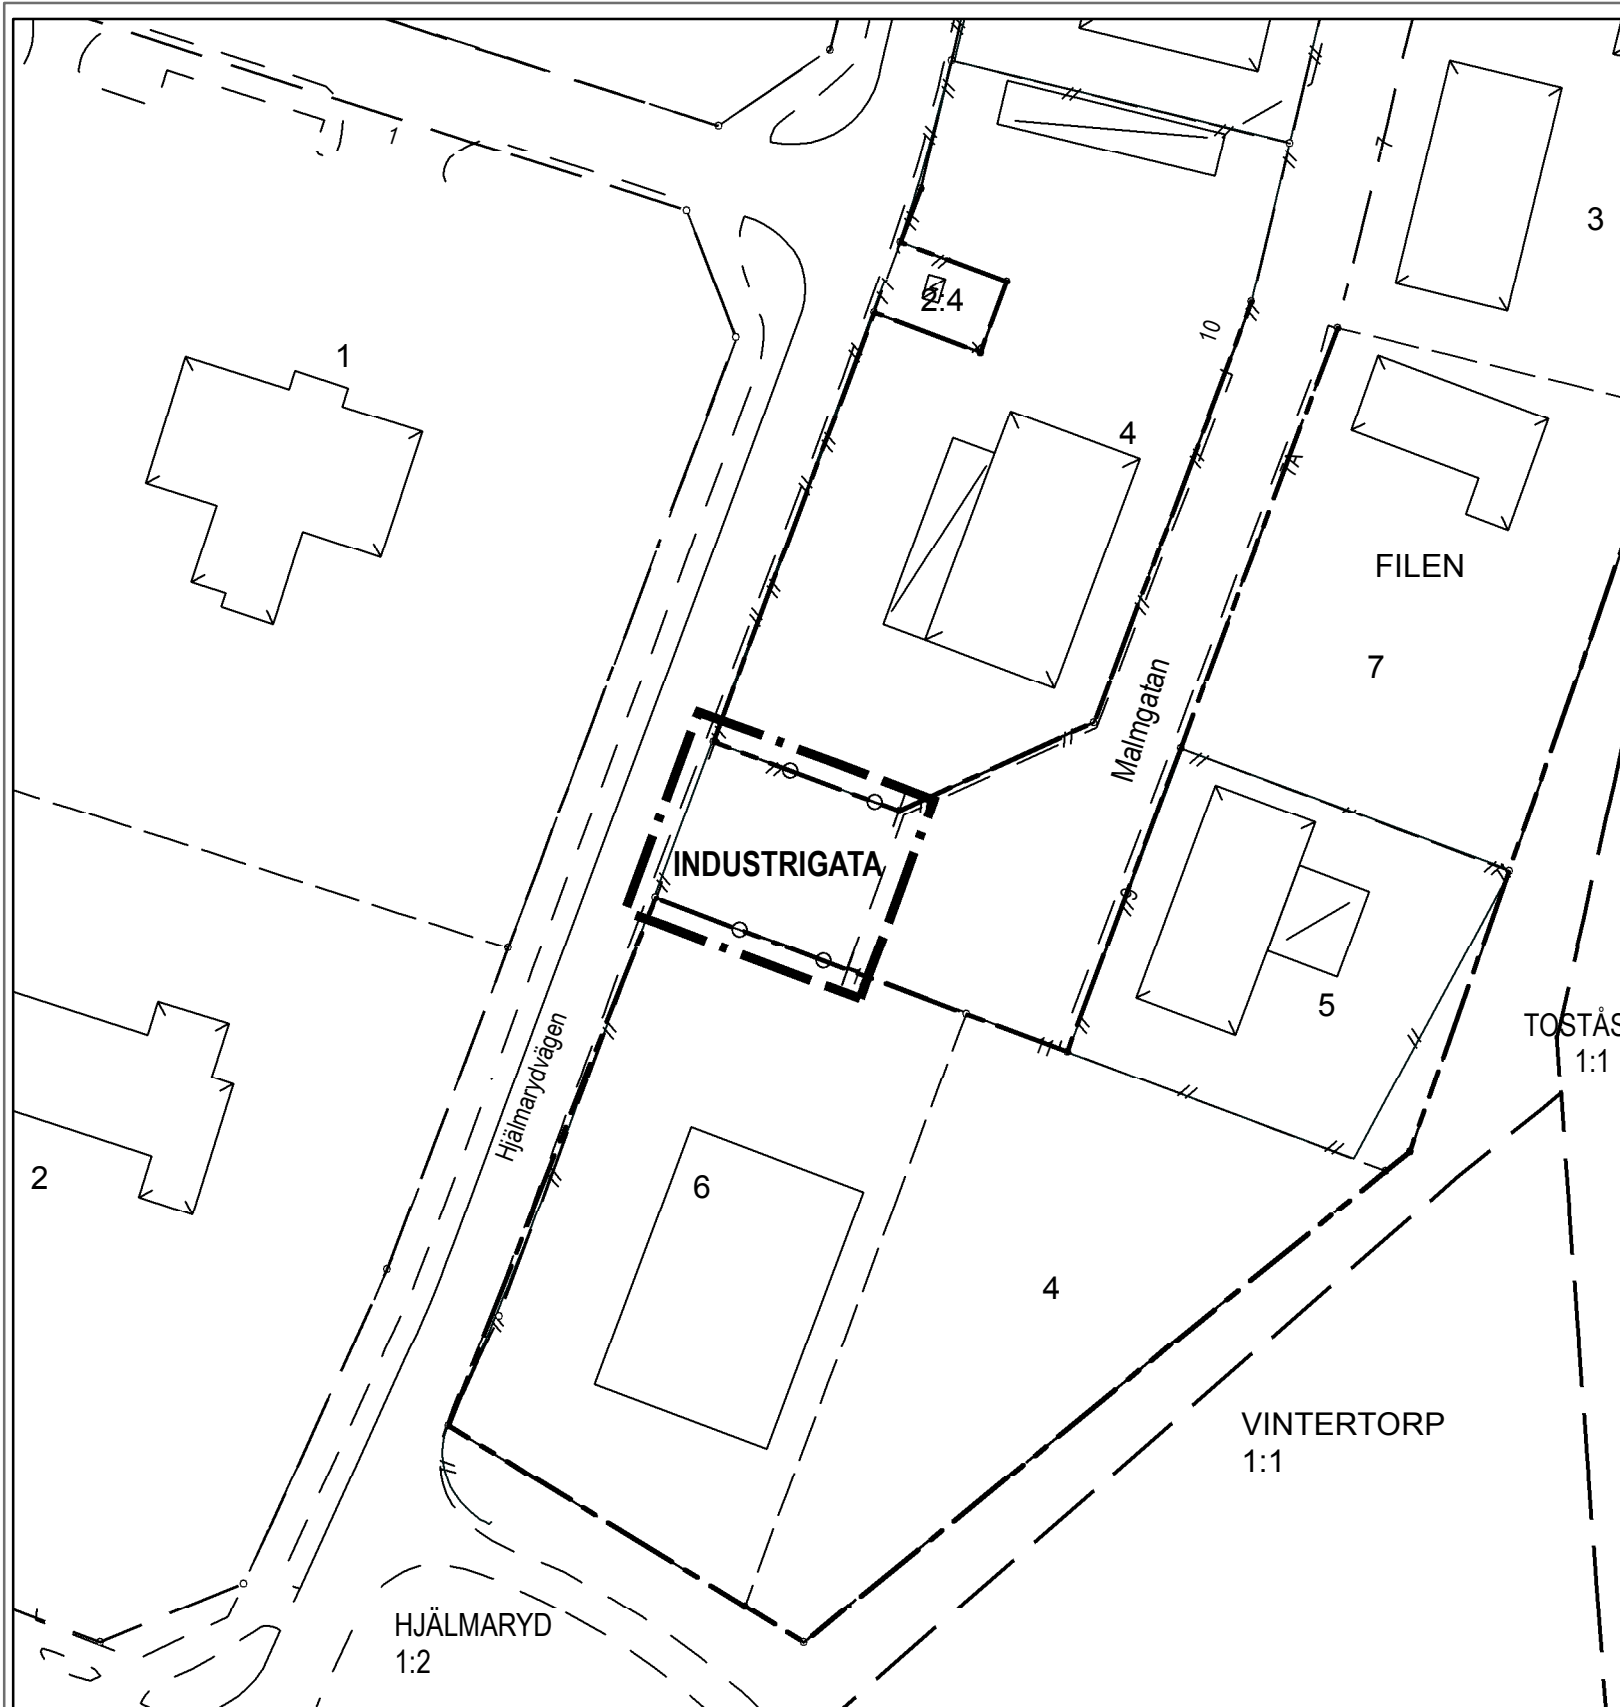 1
3
2:4
1
10
4
FILEN
7
Malmgatan
INDUSTRIGATA
9
5
TOSTÅS
1:1
Hjälmarydvägen
2
6
4
VINTERTORP
1:1
HJÄLMARYD
1:2